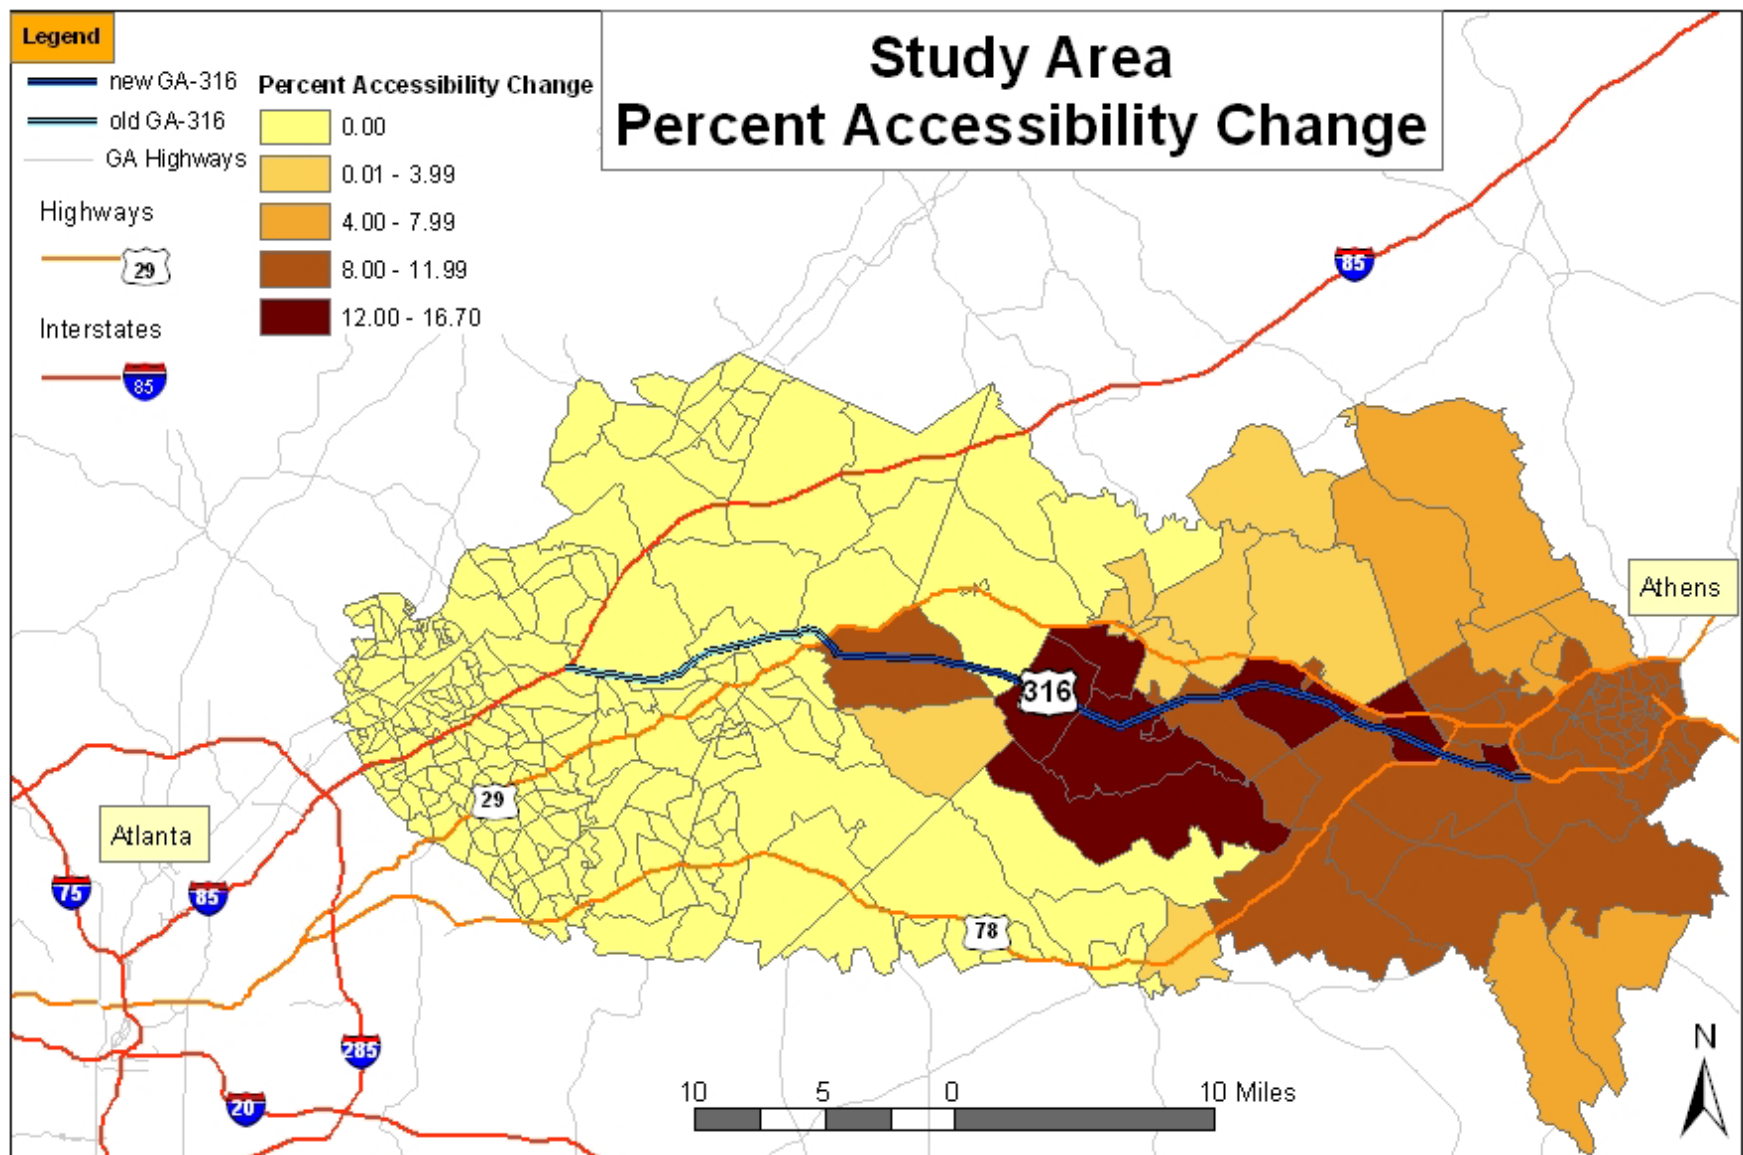 Legend
Study Area
Percent Accessibility Change
new GA-316
old GA-316
GA Highways
Highways
29
Interstates
85
Percent Accessibility Change
0.00
0.01 - 3.99
4.00 - 7.99
8.00 - 11.99
12.00 - 16.70
85
Athens
316
29
Atlanta
75
85
78
285
20
10 5 0 10 Miles
N